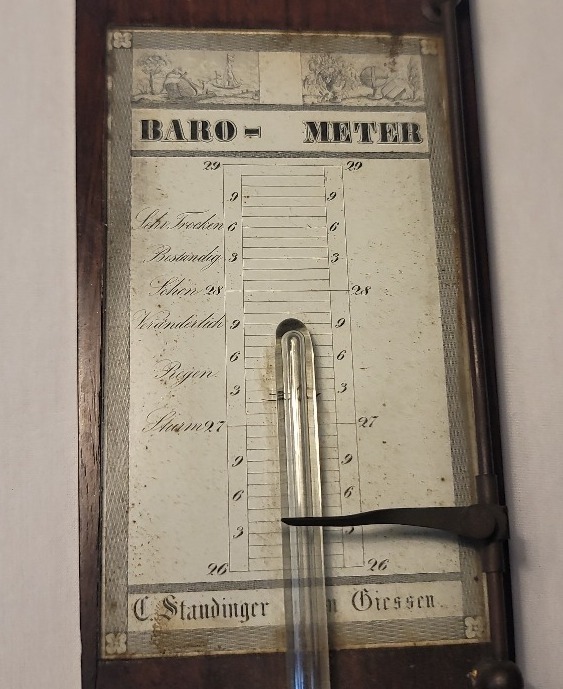 BARO- METER
29 29
9 9
Sehr Trocken 6 6
Beständig 3 3
Schön 28 28
Veränderlich 9 9
6 6
Regen 3 3
Sturm 27 27
9 9
6 6
3
26 26
C. Standinger in Giessen